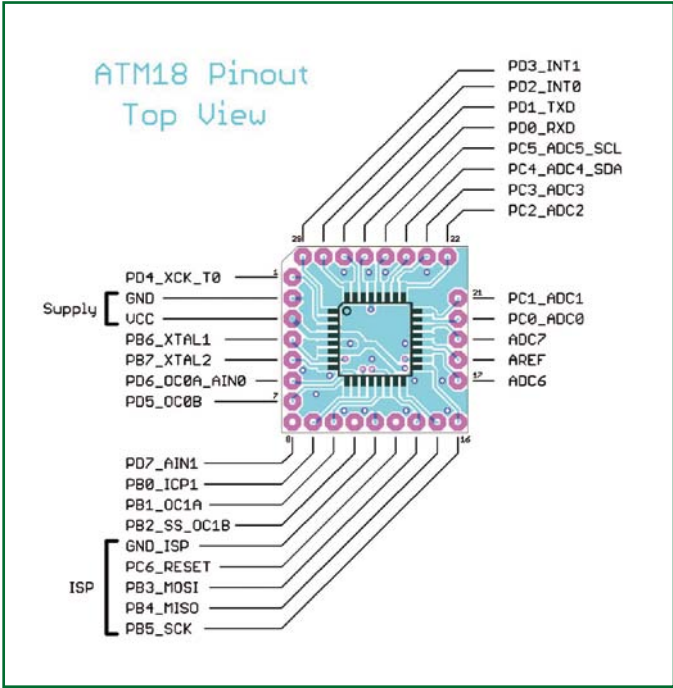 ATM18 Pinout
Top View
PD3_INT1
PD2_INT0
PD1_TXD
PD0_RXD
PC5_ADC5_SCL
PC4_ADC4_SDA
PC3_ADC3
PC2_ADC2
29
22
1
PD4_XCK_T0
Supply
GND
VCC
PB6_XTAL1
PB7_XTAL2
PD6_OC0A_AIN0
PD5_OC0B
7
21
PC1_ADC1
PC0_ADC0
ADC7
AREF
ADC6
17
8
16
PD7_AIN1
PB0_ICP1
PB1_OC1A
PB2_SS_OC1B
ISP
GND_ISP
PC6_RESET
PB3_MOSI
PB4_MISO
PB5_SCK